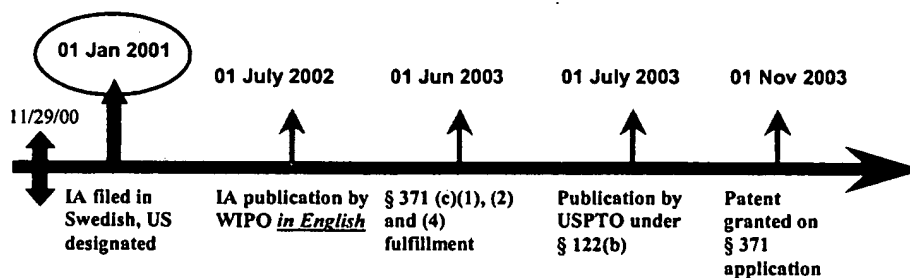 01 Jan 2001
01 July 2002
01 Jun 2003
01 July 2003
01 Nov 2003
11/29/00
IA filed in
Swedish, US
designated
IA publication by
WIPO in English
§ 371 (c)(1), (2)
and (4)
fulfillment
Publication by
USPTO under
§ 122(b)
Patent
granted on
§ 371
application